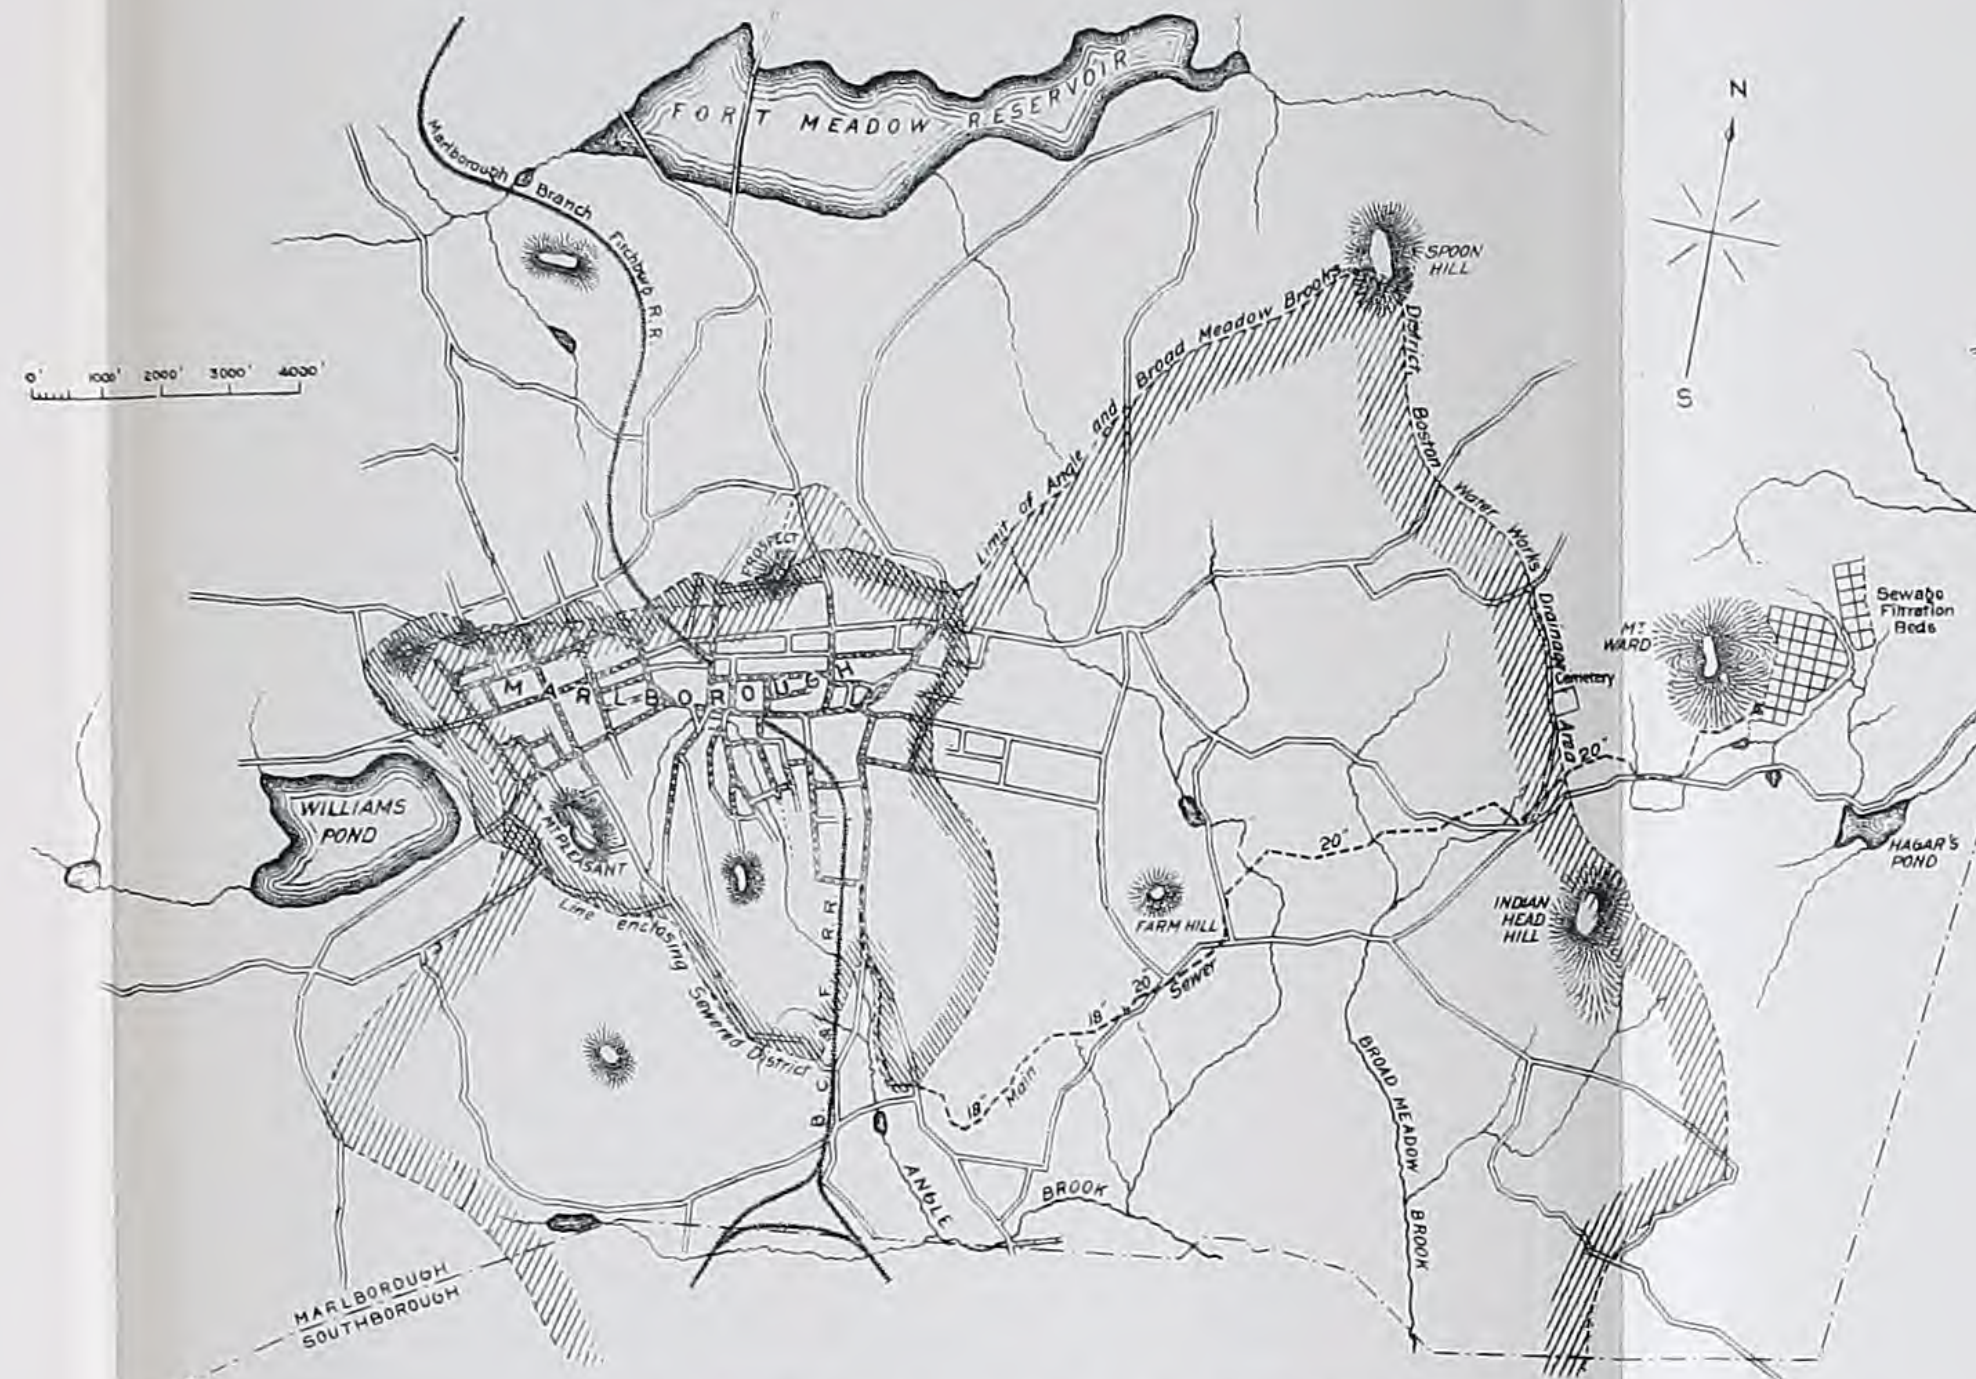 FORT MEADOW RESERVOIR
N
S
Marlborough Branch Fitchburg R.R.
SPOON
HILL
0' 1000' 2000' 3000' 4000'
Limit of Angle and Broad Meadow Brooks District, Boston Water Works Drainage Area
PROSPECT
MARLBOROUGH
Sewage
Filtration
Beds
MT
WARD
Cemetery
20"
WILLIAMS
POND
MT PLEASANT
Line enclosing Sewered District
20"
HAGAR'S
POND
FARM HILL
INDIAN
HEAD
HILL
B. C. & F. RR
18" Main 18" 20" Sewer
ANGLE BROOK
BROAD MEADOW BROOK
MARLBOROUGH
SOUTHBOROUGH